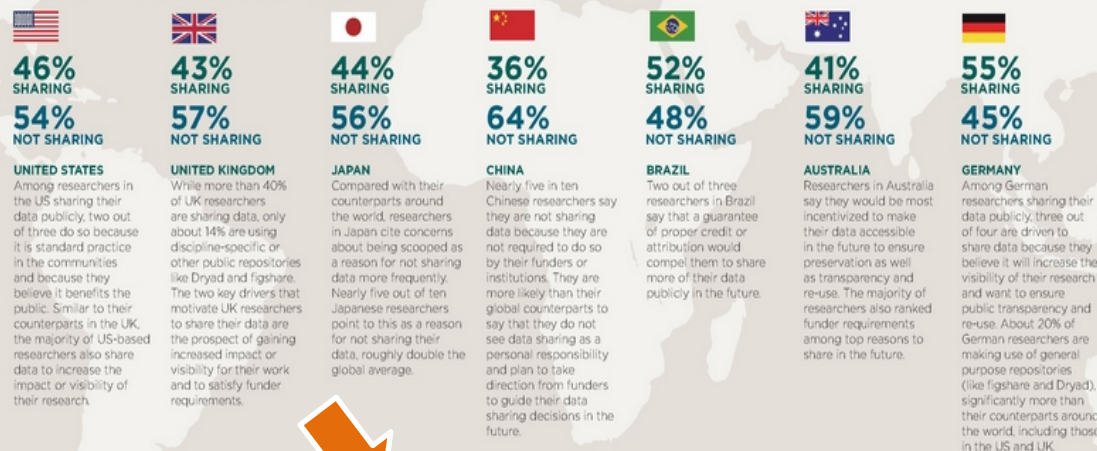 46%
SHARING
54%
NOT SHARING
UNITED STATES
Among researchers in
the US sharing their
data publicly, two out
of three do so because
it is standard practice
in the communities
and because they
believe it benefits the
public. Similar to their
counterparts in the UK,
the majority of US-based
researchers also share
data to increase the
impact or visibility of
their research.
43%
SHARING
57%
NOT SHARING
UNITED KINGDOM
While more than 40%
of UK researchers
are sharing data, only
about 14% are using
discipline-specific or
other public repositories
like Dryad and figshare.
The two key drivers that
motivate UK researchers
to share their data are
the prospect of gaining
increased impact or
visibility for their work
and to satisfy funder
requirements.
44%
SHARING
56%
NOT SHARING
JAPAN
Compared with their
counterparts around
the world, researchers
in Japan cite concerns
about being scooped as
a reason for not sharing
data more frequently.
Nearly five out of ten
Japanese researchers
point to this as a reason
for not sharing their
data, roughly double the
global average.
36%
SHARING
64%
NOT SHARING
CHINA
Nearly five in ten
Chinese researchers say
they are not sharing
data because they are
not required to do so
by their funders or
institutions. They are
more likely than their
global counterparts to
say that they do not
see data sharing as a
personal responsibility
and plan to take
direction from funders
to guide their data
sharing decisions in the
future.
52%
SHARING
48%
NOT SHARING
BRAZIL
Two out of three
researchers in Brazil
say that a guarantee
of proper credit or
attribution would
compel them to share
more of their data
publicly in the future.
41%
SHARING
59%
NOT SHARING
AUSTRALIA
Researchers in Australia
say they would be most
incentivized to make
their data accessible
in the future to ensure
preservation as well
as transparency and
re-use. The majority of
researchers also ranked
funder requirements
among top reasons to
share in the future.
55%
SHARING
45%
NOT SHARING
GERMANY
Among German
researchers sharing their
data publicly, three out
of four are driven to
share data because they
believe it will increase the
visibility of their research
and want to ensure
public transparency and
re-use. About 20% of
German researchers are
making use of general
purpose repositories
(like figshare and Dryad),
significantly more than
their counterparts around
the world, including those
in the US and UK.